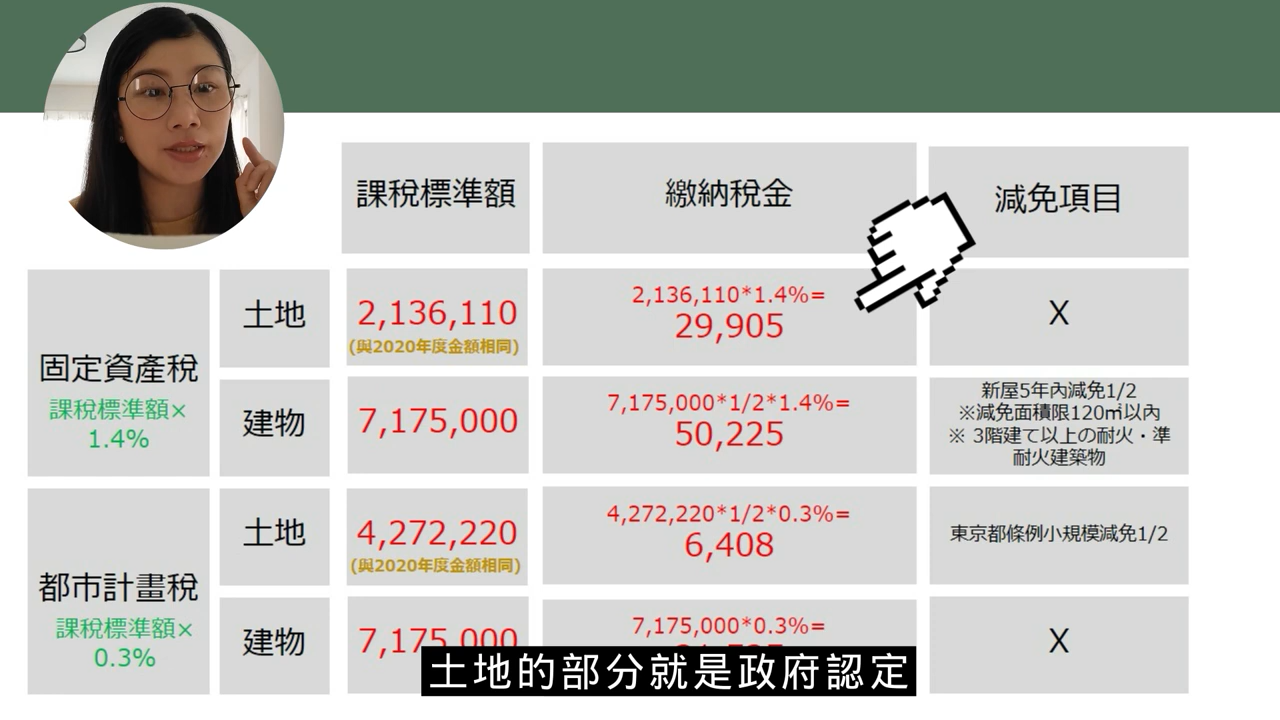 課稅標準額
繳納稅金
減免項目
固定資產稅
課稅標準額×
1.4%
土地
2,136,110
(與2020年度金額相同)
2,136,110*1.4%=
29,905
X
建物
7,175,000
7,175,000*1/2*1.4%=
50,225
新屋5年內減免1/2
※減免面積限120㎡以內
※ 3階建て以上の耐火・準
耐火建築物
都市計畫稅
課稅標準額×
0.3%
土地
4,272,220
(與2020年度金額相同)
4,272,220*1/2*0.3%=
6,408
東京都條例小規模減免1/2
建物
7,175,000
7,175,000*0.3%=
X
土地的部分就是政府認定